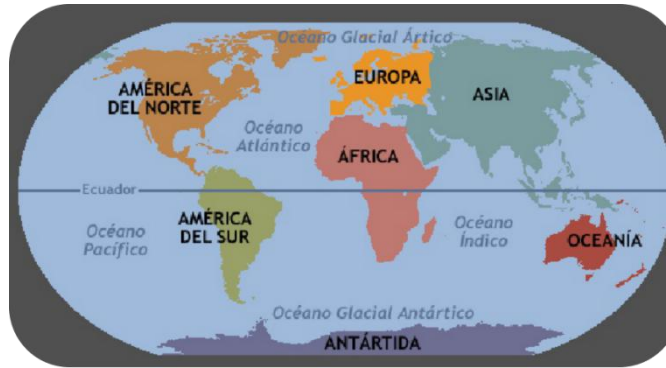 Océano Glacial Ártico
AMÉRICA
DEL NORTE
EUROPA
ASIA
Océano
Atlántico
ÁFRICA
Ecuador
Océano
Pacífico
AMÉRICA
DEL SUR
Océano
Índico
OCEANÍA
Océano Glacial Antártico
ANTÁRTIDA